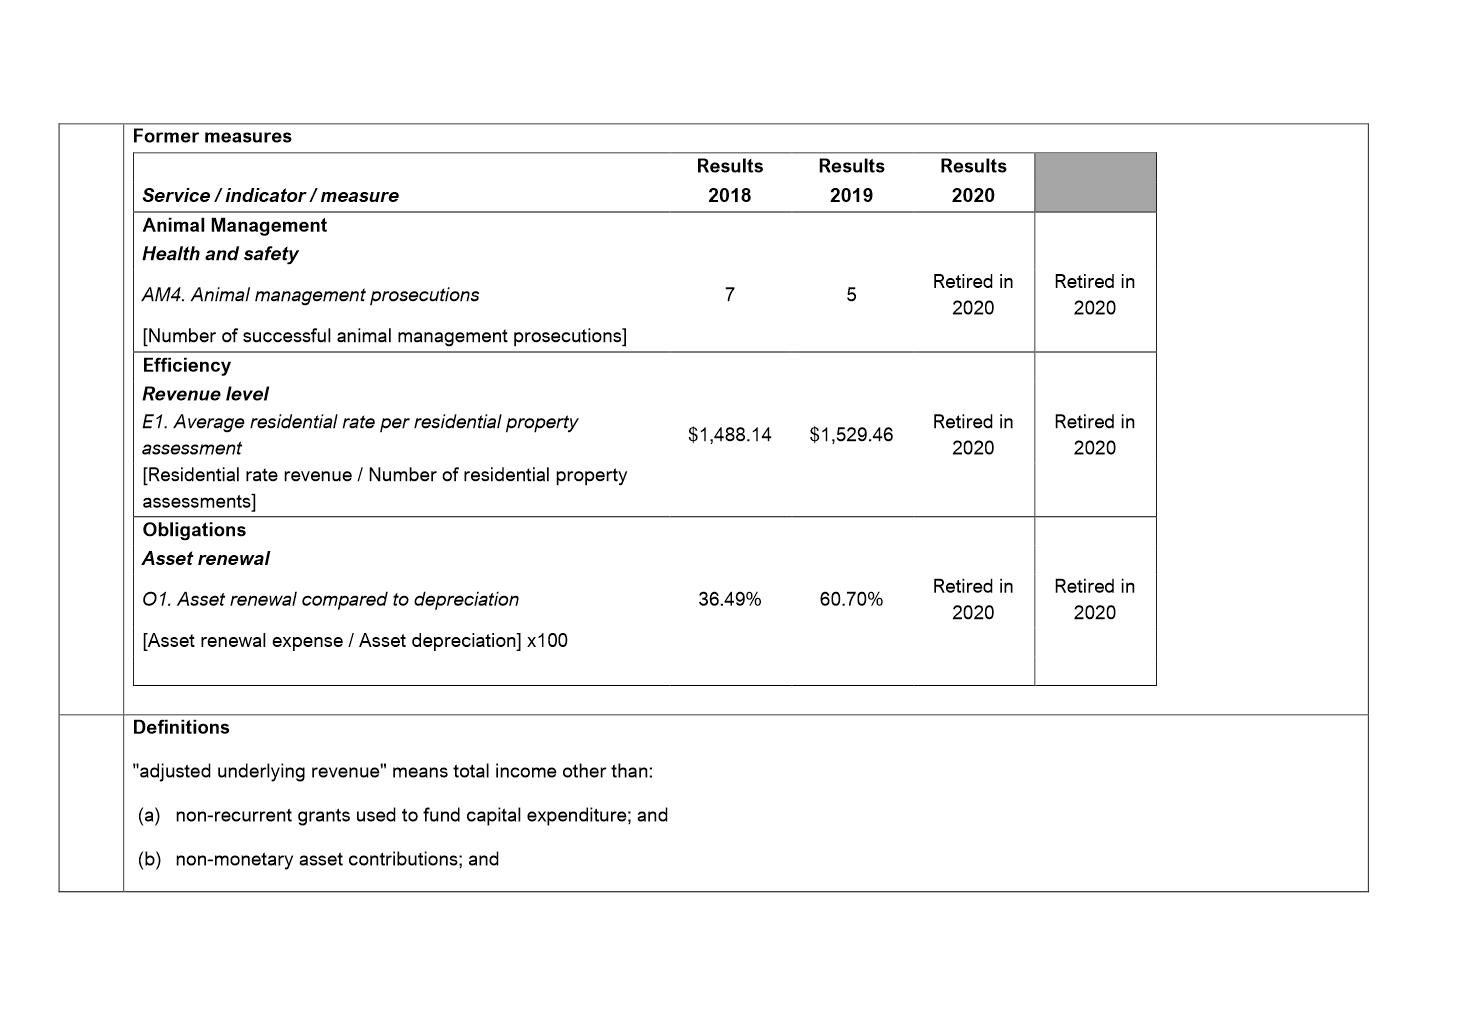 Former measures
Results Results Results
Service / indicator / measure 2018 2019 2020
Animal Management
Health and safety
Retired in Retired in
AM4. Animal management prosecutions 7 5
2020 2020
[Number of successful animal management prosecutions]
Efficiency
Revenue level
E1. Average residential rate per residential property Retired in Retired in
$1,488.14 $1,529.46
assessment 2020 2020
[Residential rate revenue / Number of residential property
assessments]
Obligations
Asset renewal
Retired in Retired in
O1. Asset renewal compared to depreciation 36.49% 60.70%
2020 2020
[Asset renewal expense / Asset depreciation] x100
Definitions
"adjusted underlying revenue" means total income other than:
(a) non-recurrent grants used to fund capital expenditure; and
(b) non-monetary asset contributions; and